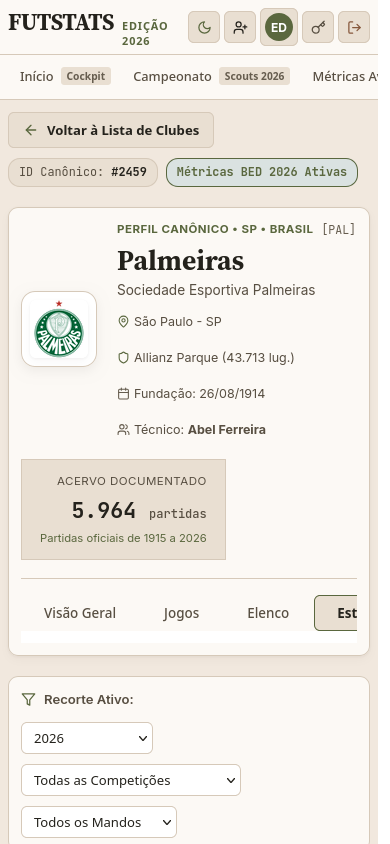 FUTSTATS EDIÇÃO 2026 ED
Início Cockpit Campeonato Scouts 2026 Métricas Av
Voltar à Lista de Clubes
ID Canônico: #2459 Métricas BED 2026 Ativas
PERFIL CANÔNICO • SP • BRASIL [PAL]
Palmeiras
Sociedade Esportiva Palmeiras
PALMEIRAS
São Paulo - SP
Allianz Parque (43.713 lug.)
Fundação: 26/08/1914
Técnico: Abel Ferreira
ACERVO DOCUMENTADO
5.964 partidas
Partidas oficiais de 1915 a 2026
Visão Geral Jogos Elenco Est
Recorte Ativo:
2026
Todas as Competições
Todos os Mandos